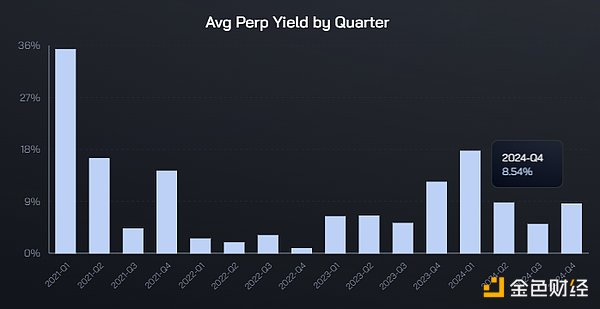 Avg Perp Yield by Quarter
36%
27%
18%
9%
0%
2024-Q4
8.54%
2021-Q1
2021-Q2
2021-Q3
2021-Q4
2022-Q1
2022-Q2
2022-Q3
2022-Q4
2023-Q1
2023-Q2
2023-Q3
2023-Q4
2024-Q1
2024-Q2
2024-Q3
2024-Q4
金色财经